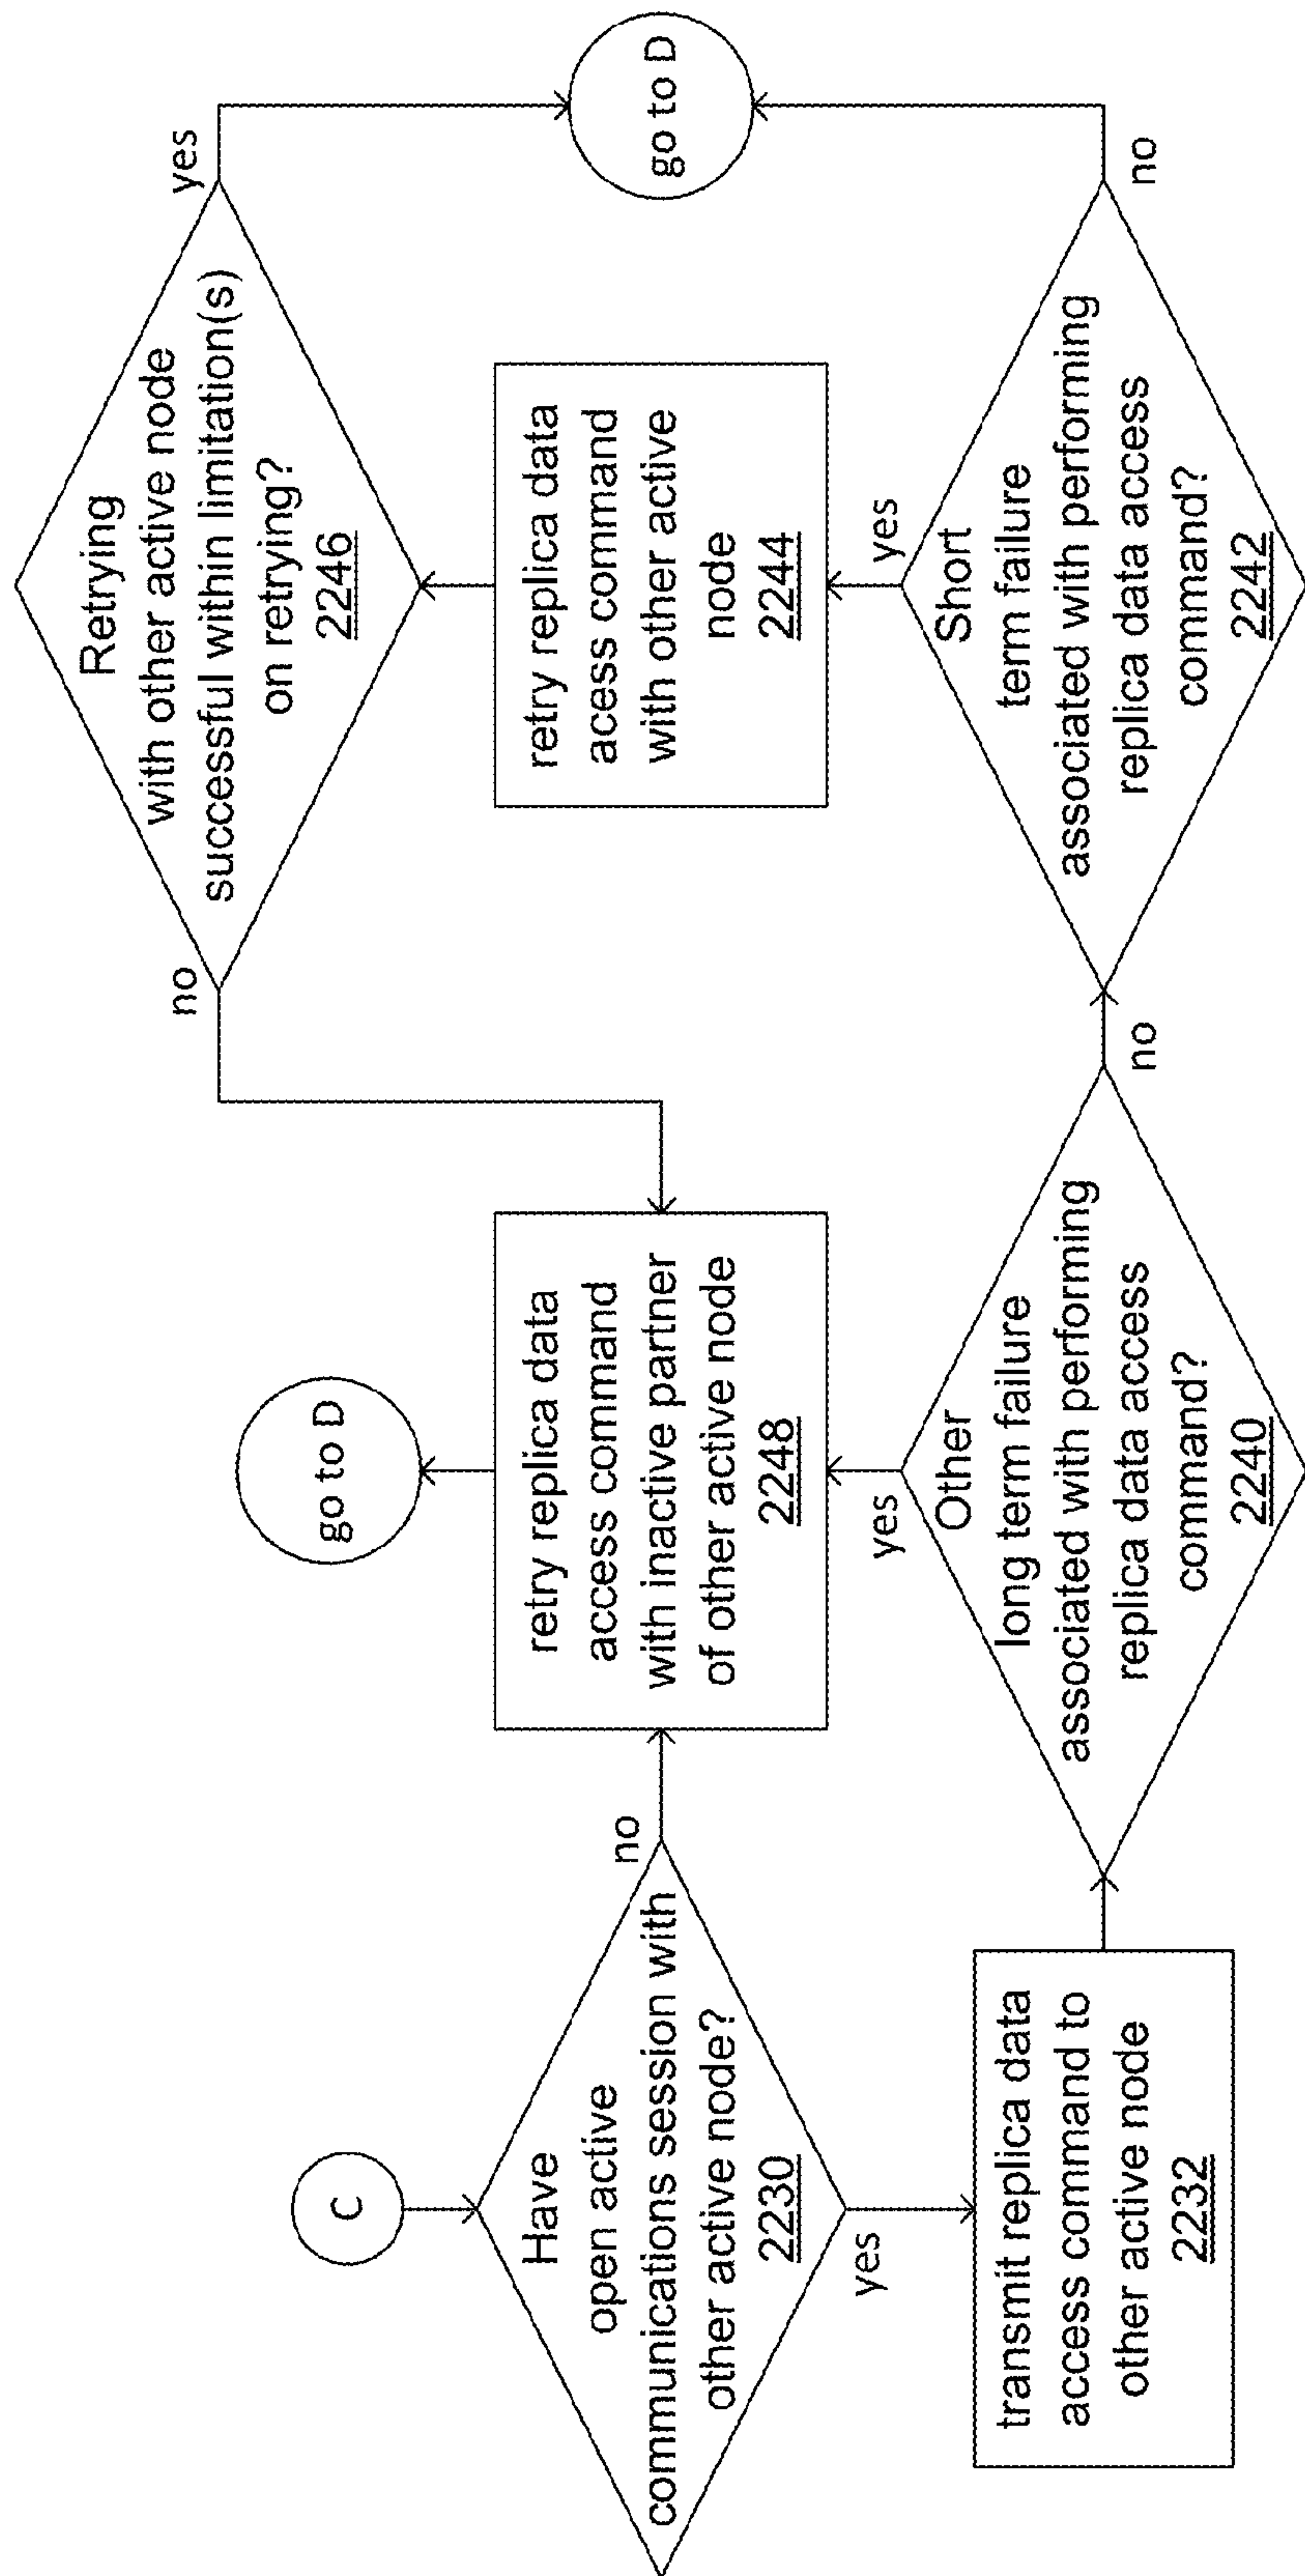 C
Have
open active
communications session with
other active node?
2230
no
yes
transmit replica data
access command to
other active node
2232
go to D
retry replica data
access command
with inactive partner
of other active node
2248
yes
Other
long term failure
associated with performing
replica data access
command?
2240
no
no
Retrying
with other active node
successful within limitation(s)
on retrying?
2246
yes
retry replica data
acess command
with other active
node
2244
yes
Short
term failure
associated with performing
replica data access
command?
2242
no
go to D